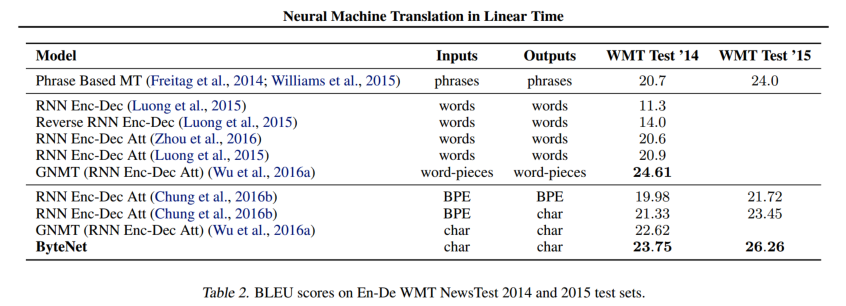 Neural Machine Translation in Linear Time
Model Inputs Outputs WMT Test ’14 WMT Test ’15
Phrase Based MT (Freitag et al., 2014; Williams et al., 2015) phrases phrases 20.7 24.0
RNN Enc-Dec (Luong et al., 2015) words words 11.3
Reverse RNN Enc-Dec (Luong et al., 2015) words words 14.0
RNN Enc-Dec Att (Zhou et al., 2016) words words 20.6
RNN Enc-Dec Att (Luong et al., 2015) words words 20.9
GNMT (RNN Enc-Dec Att) (Wu et al., 2016a) word-pieces word-pieces 24.61
RNN Enc-Dec Att (Chung et al., 2016b) BPE BPE 19.98 21.72
RNN Enc-Dec Att (Chung et al., 2016b) BPE char 21.33 23.45
GNMT (RNN Enc-Dec Att) (Wu et al., 2016a) char char 22.62
ByteNet char char 23.75 26.26
Table 2. BLEU scores on En-De WMT NewsTest 2014 and 2015 test sets.